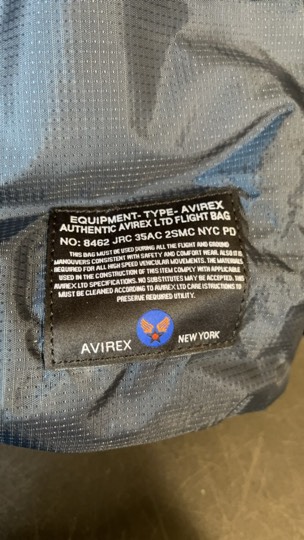 EQUIPMENT- TYPE- AVIREX
AUTHENTIC AVIREX LTD FLIGHT BAG
NO: 8462 JRC 35AC 2SMC NYC PD
THIS BAG MUST BE USED DURING ALL THE FLIGHT AND GROUND
MANOUVERS CONSISTENT WITH SAFETY AND COMFORT WEAR. ALSO IT IS
REQUIRED FOR ALL HIGH SPEED VEHICULAR MOVEMENTS. THE MATERIALS
USED IN THE CONSTRUCTION OF THIS ITEM COMPLY WITH APPLICABLE
AVIREX LTD SPECIFICATIONS. NO SUBSTITUTES MAY BE ACCEPTED. IT
MUST BE CLEANED ACCORDING TO AVIREX LTD CARE ISTRUCTIONS TO
PRESERVE REQUIRED UTILITY.
AVIREX NEW YORK